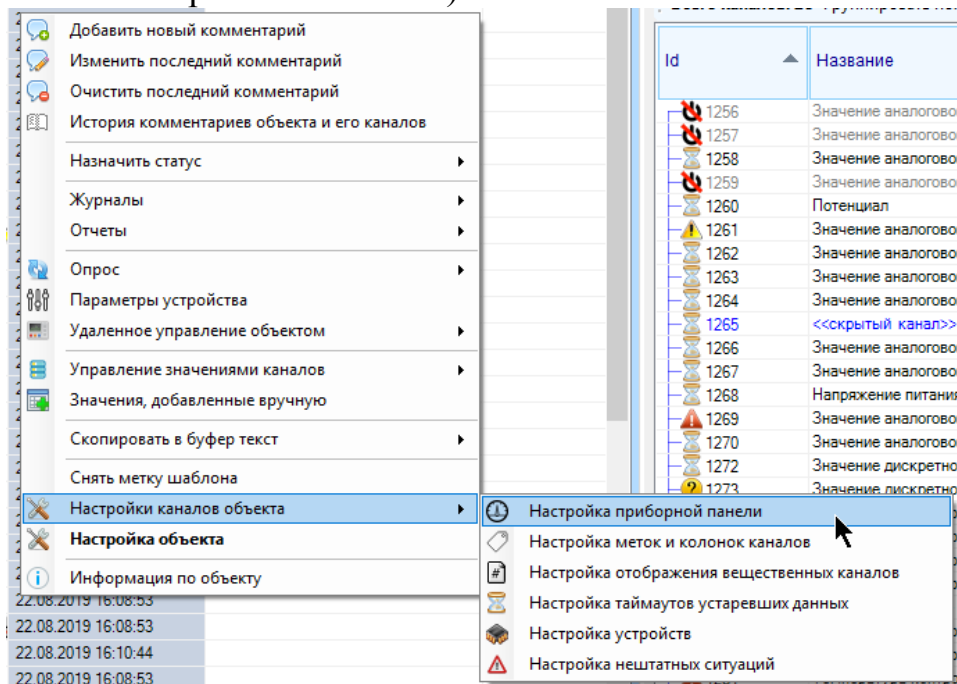 Добавить новый комментарий
Изменить последний комментарий
Очистить последний комментарий
История комментариев объекта и его каналов
Назначить статус
Журналы
Отчеты
Опрос
Параметры устройства
Удаленное управление объектом
Управление значениями каналов
Значения, добавленные вручную
Скопировать в буфер текст
Снять метку шаблона
Настройки каналов объекта
Настройка объекта
Информация по объекту
22.08.2019 16:08:53
22.08.2019 16:08:53
22.08.2019 16:10:44
22.08.2019 16:08:53
Id Название
1256 Значение аналогово
1257 Значение аналогово
1258 Значение аналогово
1259 Значение аналогово
1260 Потенциал
1261 Значение аналогово
1262 Значение аналогово
1263 Значение аналогово
1264 Значение аналогово
1265 <<скрытый канал>>
1266 Значение аналогово
1267 Значение аналогово
1268 Напряжение питания
1269 Значение аналогово
1270 Значение аналогово
1272 Значение дискретно
1273 Значение дискретно
Настройка приборной панели
Настройка меток и колонок каналов
Настройка отображения вещественных каналов
Настройка таймаутов устаревших данных
Настройка устройств
Настройка нештатных ситуаций